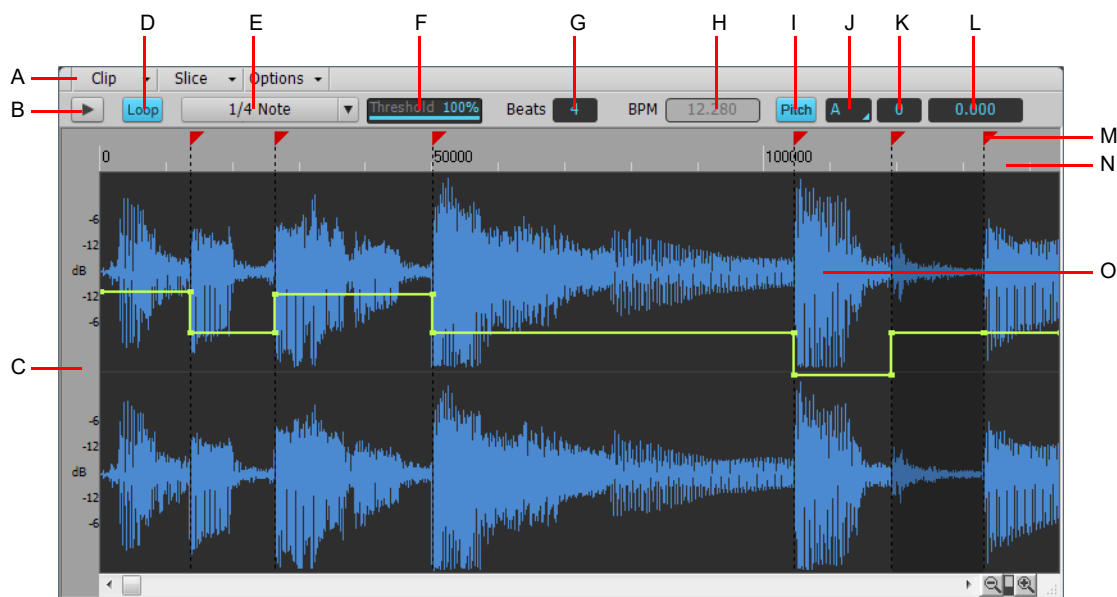 D E F G H I J K L
A Clip Slice Options
B Loop 1/4 Note Threshold 100% Beats 4 BPM 12.280 Pitch A 0 0.000
M
0 50000 100000
N
-6
-12
dB
O
-12
-6
C
-6
-12
dB
-12
-6